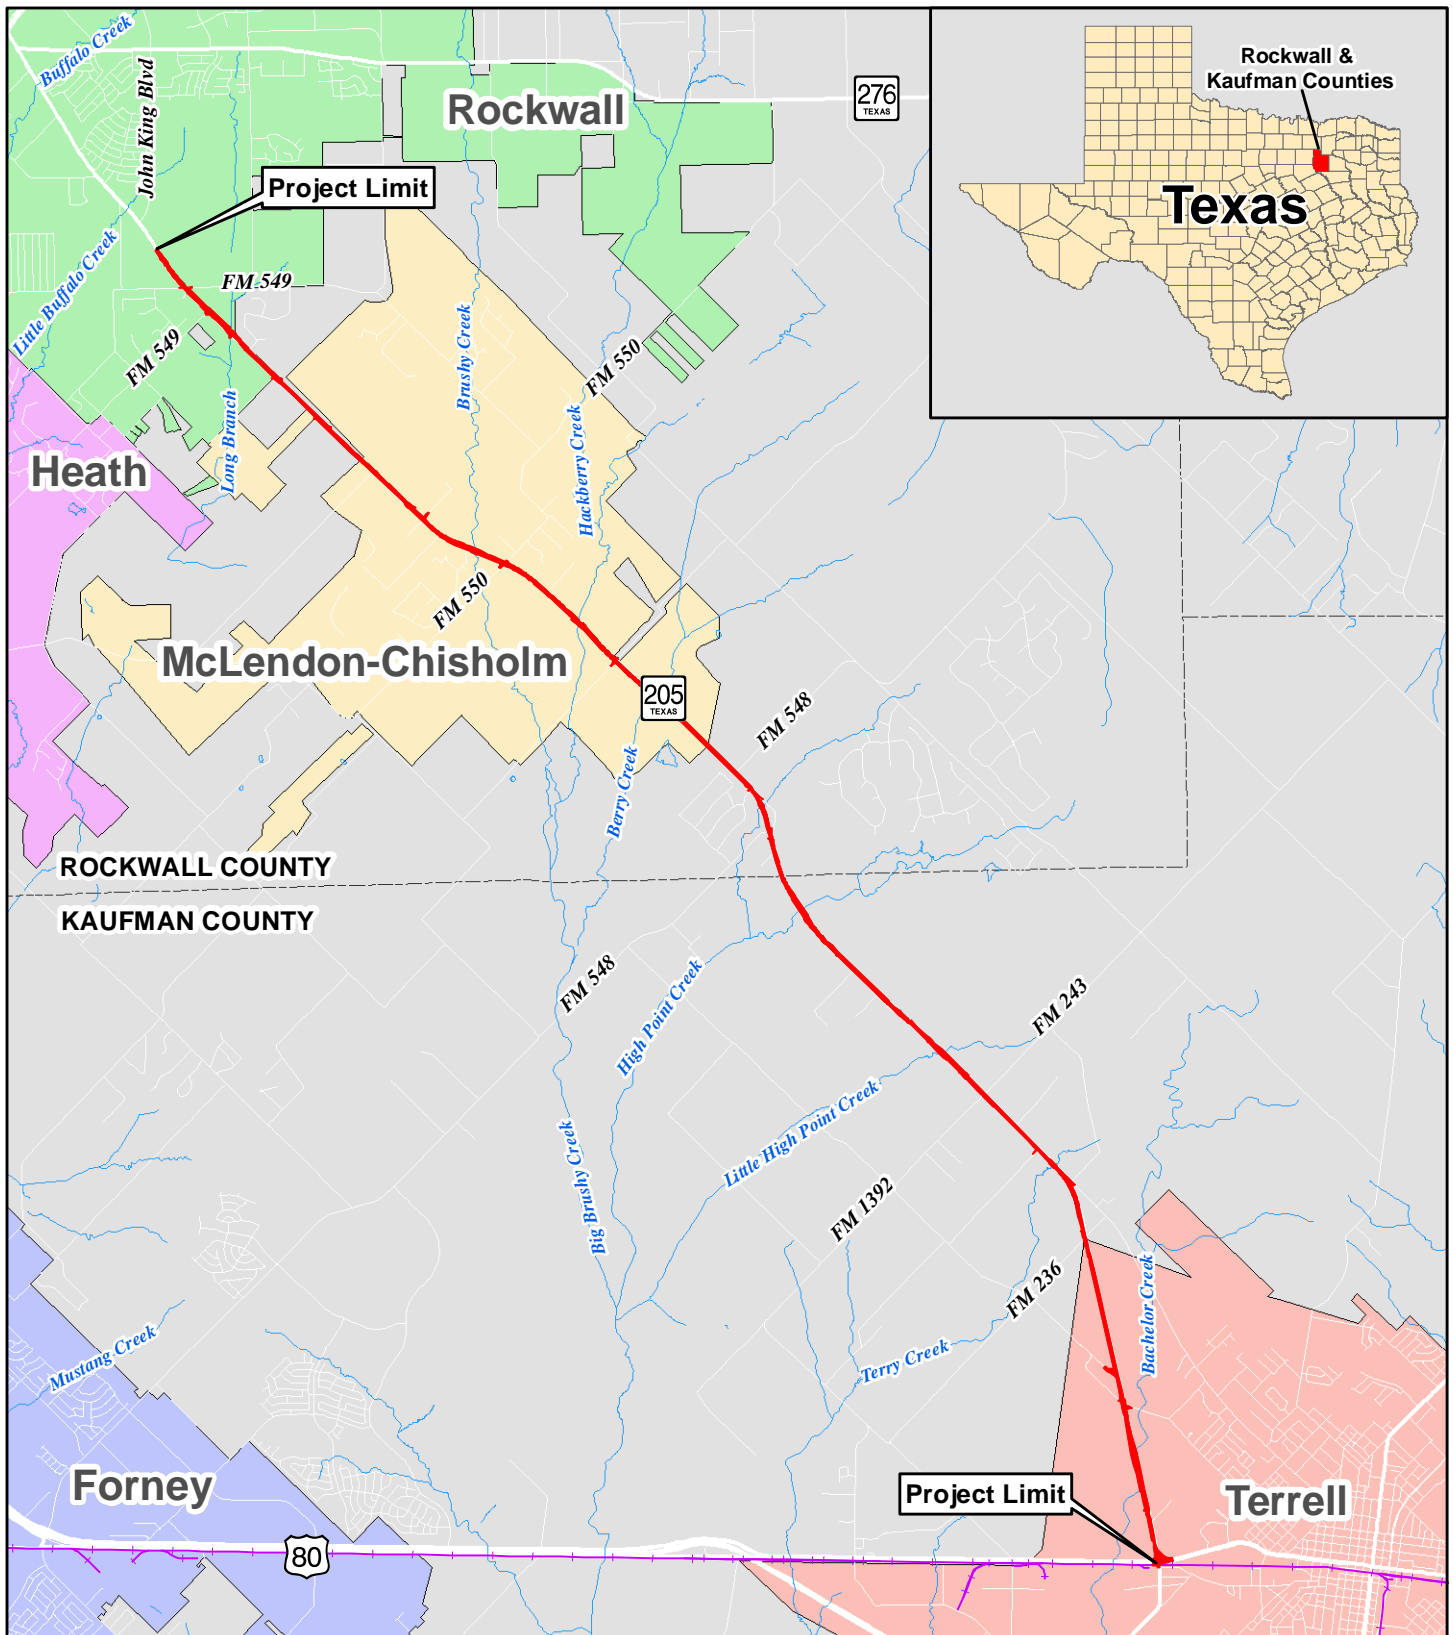 Buffalo Creek
John King Blvd
Rockwall
276
TEXAS
Rockwall &
Kaufman Counties
Texas
Project Limit
Little Buffalo Creek
FM 549
FM 549
Brushy Creek
FM 550
Long Branch
Hackberry Creek
Heath
FM 550
McLendon-Chisholm
205
TEXAS
FM 548
Berry Creek
ROCKWALL COUNTY
KAUFMAN COUNTY
FM 548
High Point Creek
FM 243
Little High Point Creek
Big Brushy Creek
FM 1392
FM 236
Bachelor Creek
Mustang Creek
Terry Creek
Forney
Project Limit
Terrell
80